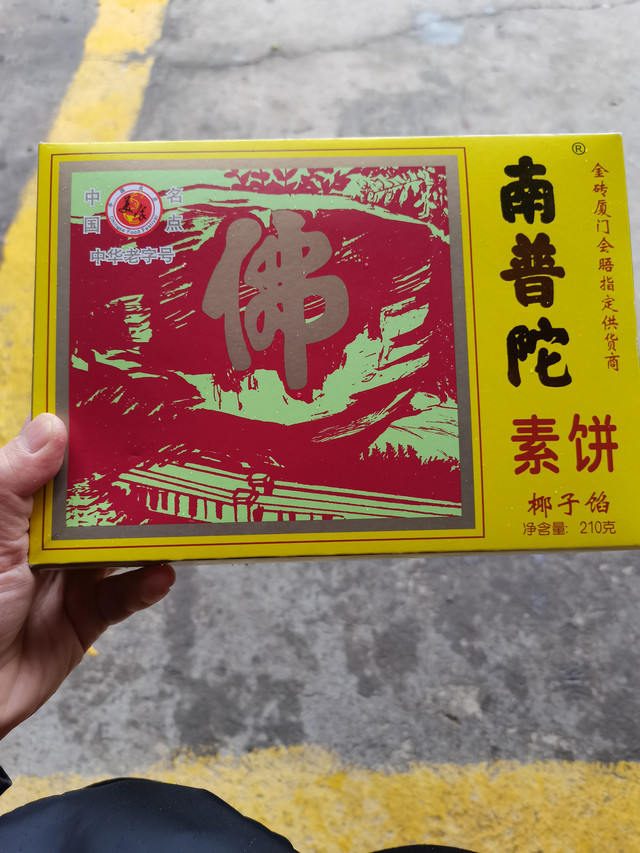 中国名点
中华老字号
佛
南普陀
®
金砖厦门会晤指定供货商
素饼
椰子馅
净含量: 210克